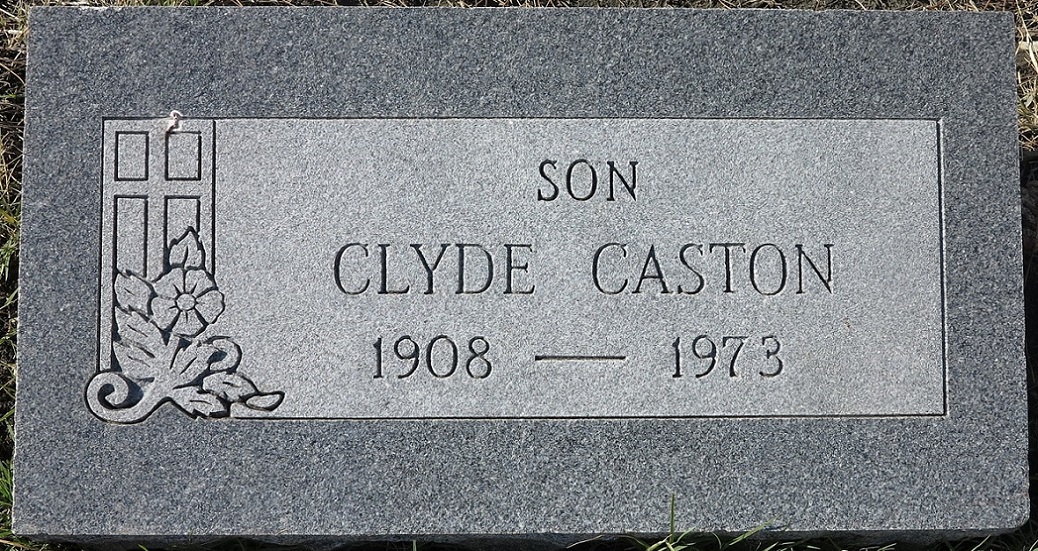 SON
CLYDE CASTON
1908 — 1973